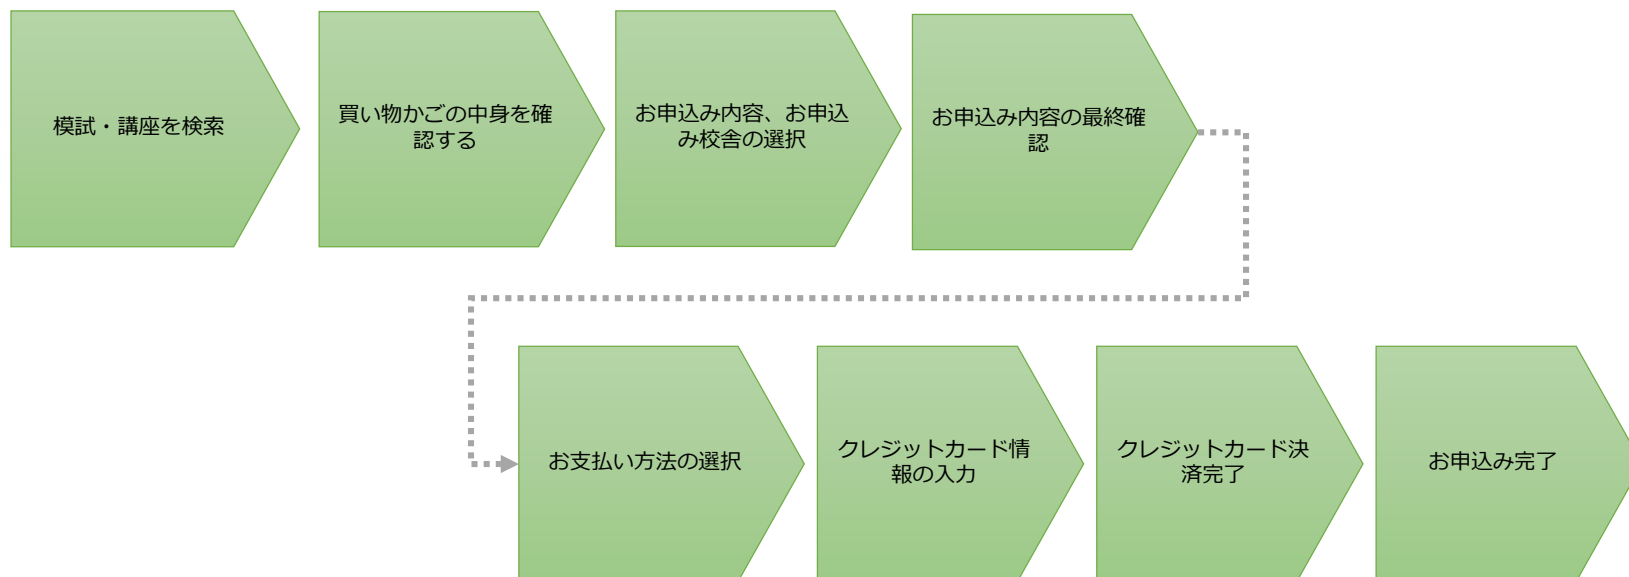 模試・講座を検索
買い物かごの中身を確
認する
お申込み内容、お申込
み校舎の選択
お申込み内容の最終確
認
お支払い方法の選択
クレジットカード情
報の入力
クレジットカード決
済完了
お申込み完了